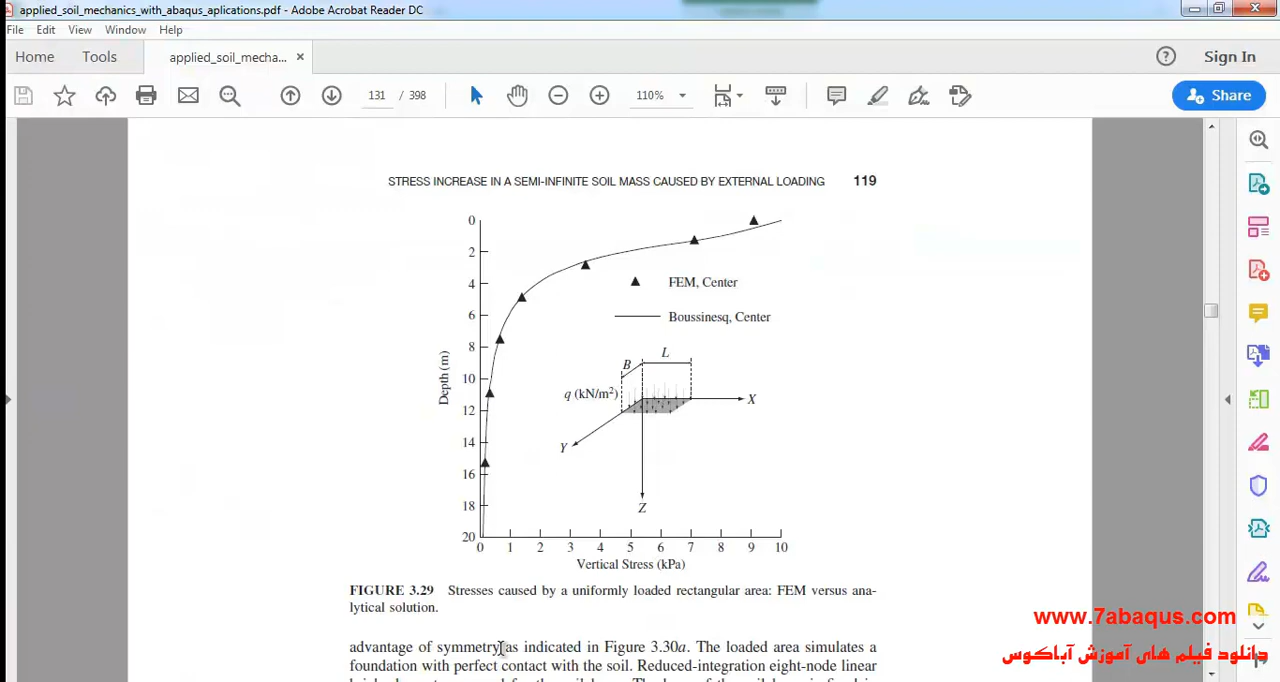 applied_soil_mechanics_with_abaqus_aplications.pdf - Adobe Acrobat Reader DC
File Edit View Window Help
Home Tools applied_soil_mecha... × Sign In
131 / 398 110% Share
STRESS INCREASE IN A SEMI-INFINITE SOIL MASS CAUSED BY EXTERNAL LOADING 119
0
2
4
6
8
10
12
14
16
18
20
Depth (m)
FEM, Center
Boussinesq, Center
B L
q (kN/m²)
X
Y
Z
0 1 2 3 4 5 6 7 8 9 10
Vertical Stress (kPa)
FIGURE 3.29 Stresses caused by a uniformly loaded rectangular area: FEM versus ana-
lytical solution.
advantage of symmetry as indicated in Figure 3.30a. The loaded area simulates a
foundation with perfect contact with the soil. Reduced-integration eight-node linear
www.7abaqus.com
دانلود فیلم های آموزش آباکوس